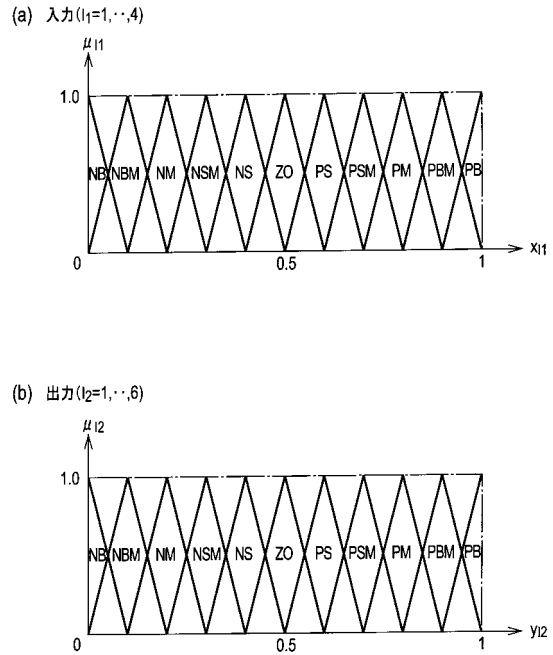 (a) 入力(I1=1,··,4)
μI1
1.0
NB NBM NM NSM NS ZO PS PSM PM PBM PB
0 0.5 1 xI1
(b) 出力(I2=1,··,6)
μI2
1.0
NB NBM NM NSM NS ZO PS PSM PM PBM PB
0 0.5 1 yI2